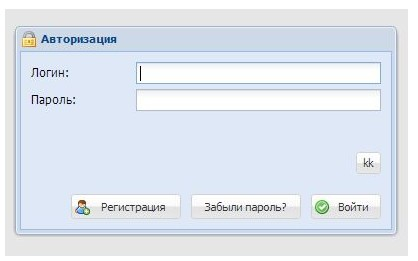 Авторизация
Логин:
Пароль:
kk
Регистрация Забыли пароль? Войти